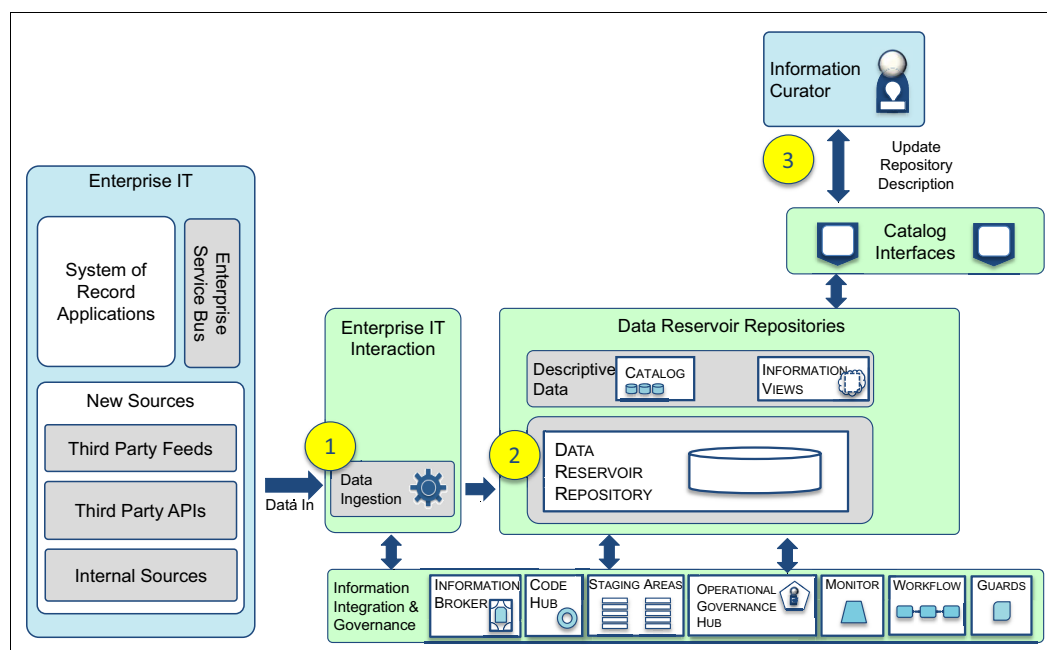 Information
Curator
3
Update
Repository
Description
Catalog
Interfaces
Enterprise IT
System of
Record
Applications
Enterprise
Service Bus
New Sources
Third Party Feeds
Third Party APIs
Internal Sources
Data In
Enterprise IT
Interaction
1
Data
Ingestion
Data Reservoir Repositories
Descriptive
Data
CATALOG
INFORMATION
VIEWS
2
DATA
RESERVOIR
REPOSITORY
Information
Integration &
Governance
INFORMATION
BROKER
CODE
HUB
STAGING AREAS
OPERATIONAL
GOVERNANCE
HUB
MONITOR
WORKFLOW
GUARDS